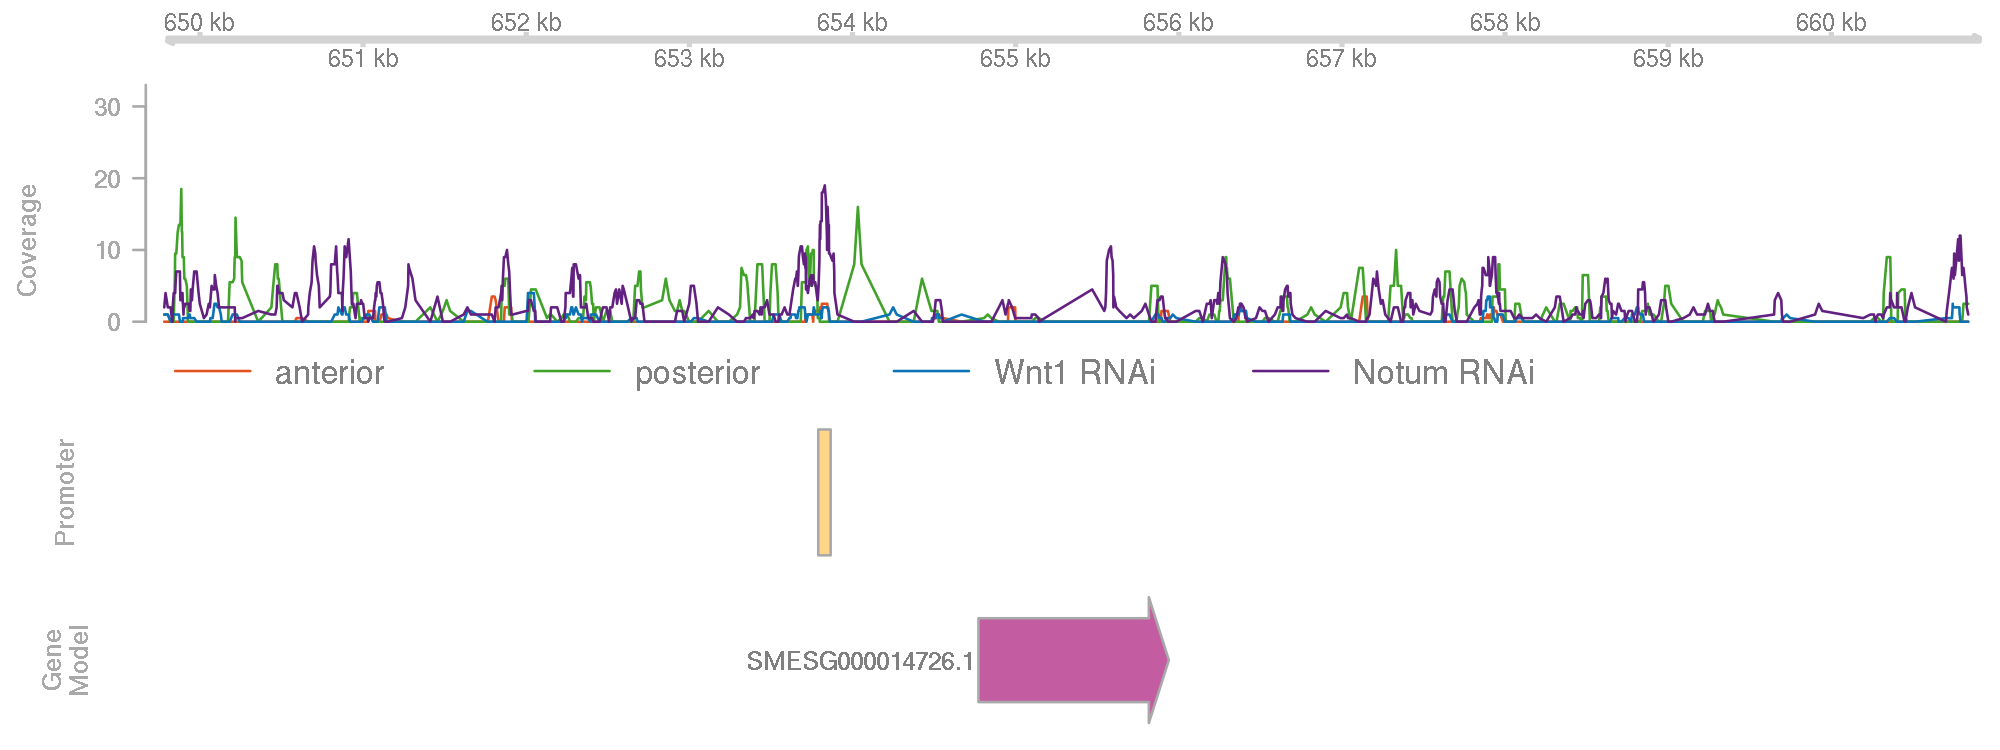 650 kb 652 kb 654 kb 656 kb 658 kb 660 kb
651 kb 653 kb 655 kb 657 kb 659 kb
Coverage
30
20
10
0
anterior posterior Wnt1 RNAi Notum RNAi
Promoter
Gene
Model
SMESG000014726.1